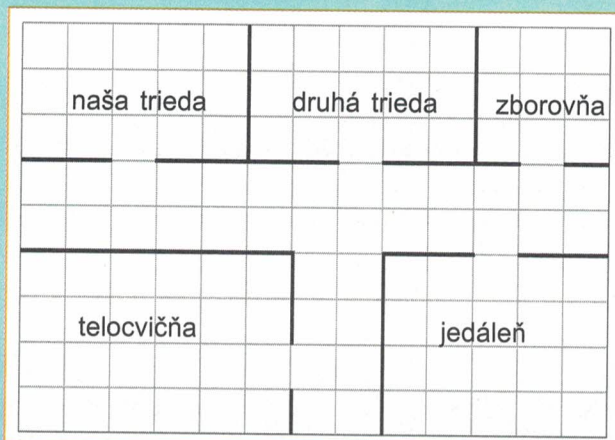 naša trieda
druhá trieda
zborovňa
telocvičňa
jedáleň